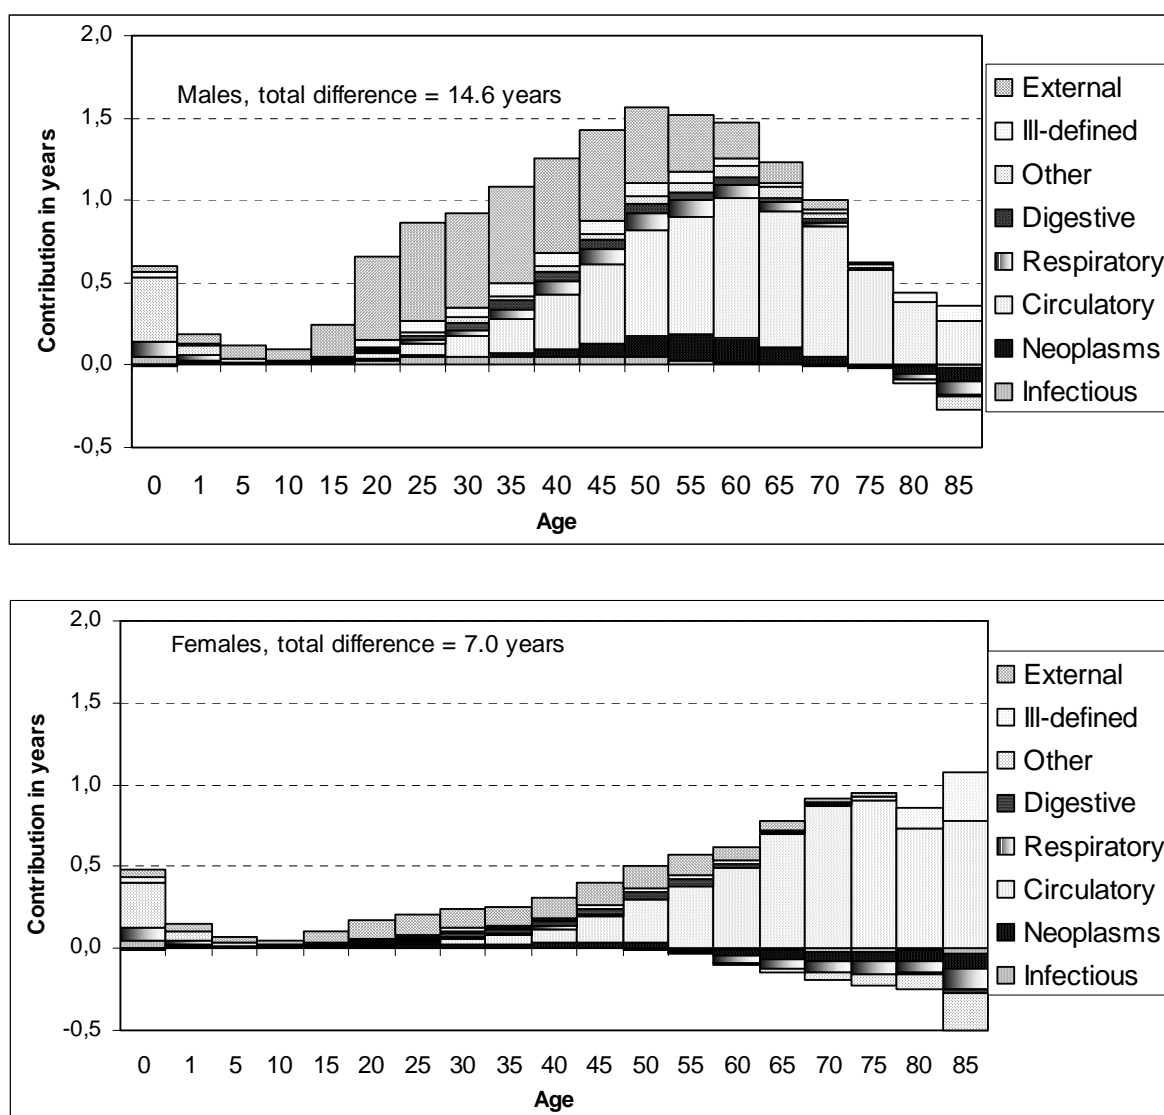 2,0
1,5
1,0
0,5
0,0
-0,5
Contribution in years
Males, total difference = 14.6 years
0 1 5 10 15 20 25 30 35 40 45 50 55 60 65 70 75 80 85
Age
External
Ill-defined
Other
Digestive
Respiratory
Circulatory
Neoplasms
Infectious
2,0
1,5
1,0
0,5
0,0
-0,5
Contribution in years
Females, total difference = 7.0 years
0 1 5 10 15 20 25 30 35 40 45 50 55 60 65 70 75 80 85
Age
External
Ill-defined
Other
Digestive
Respiratory
Circulatory
Neoplasms
Infectious